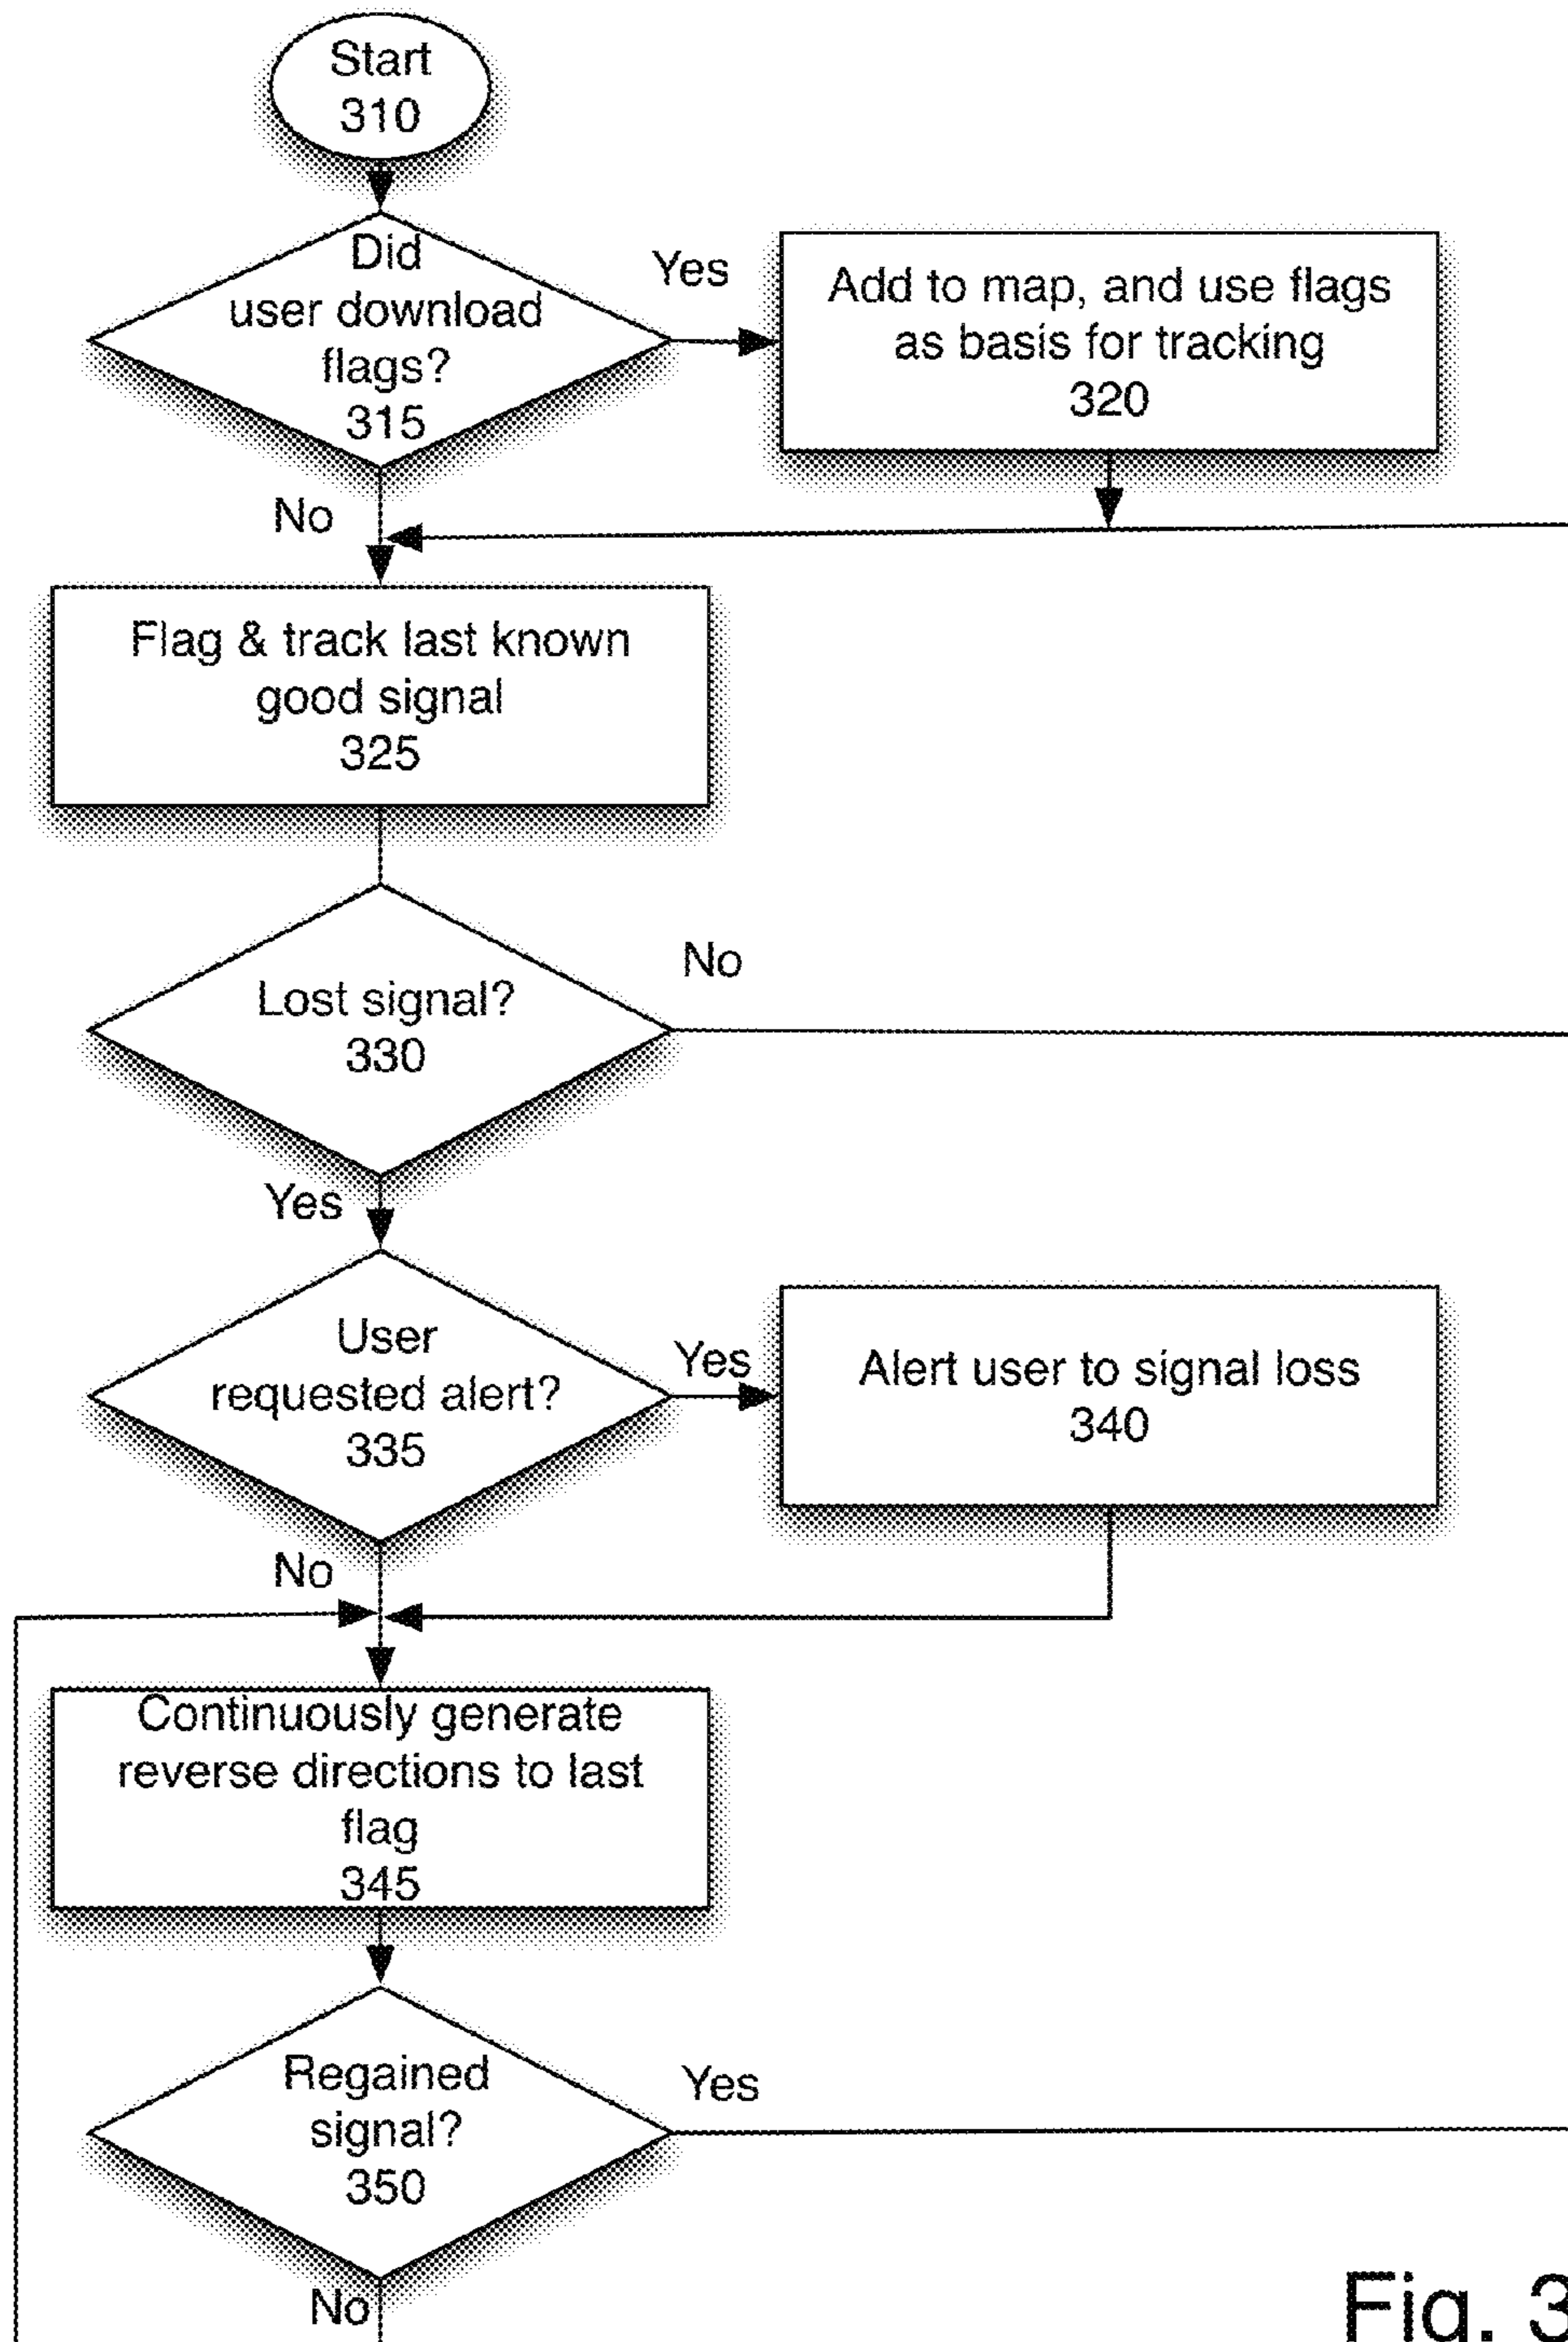 Start
310
Did
user download
flags?
315
Yes
Add to map, and use flags
as basis for tracking
320
No
Flag & track last known
good signal
325
Lost signal?
330
No
Yes
User
requested alert?
335
Yes
Alert user to signal loss
340
No
Continuously generate
reverse directions to last
flag
345
Regained
signal?
350
Yes
No
Fig. 3